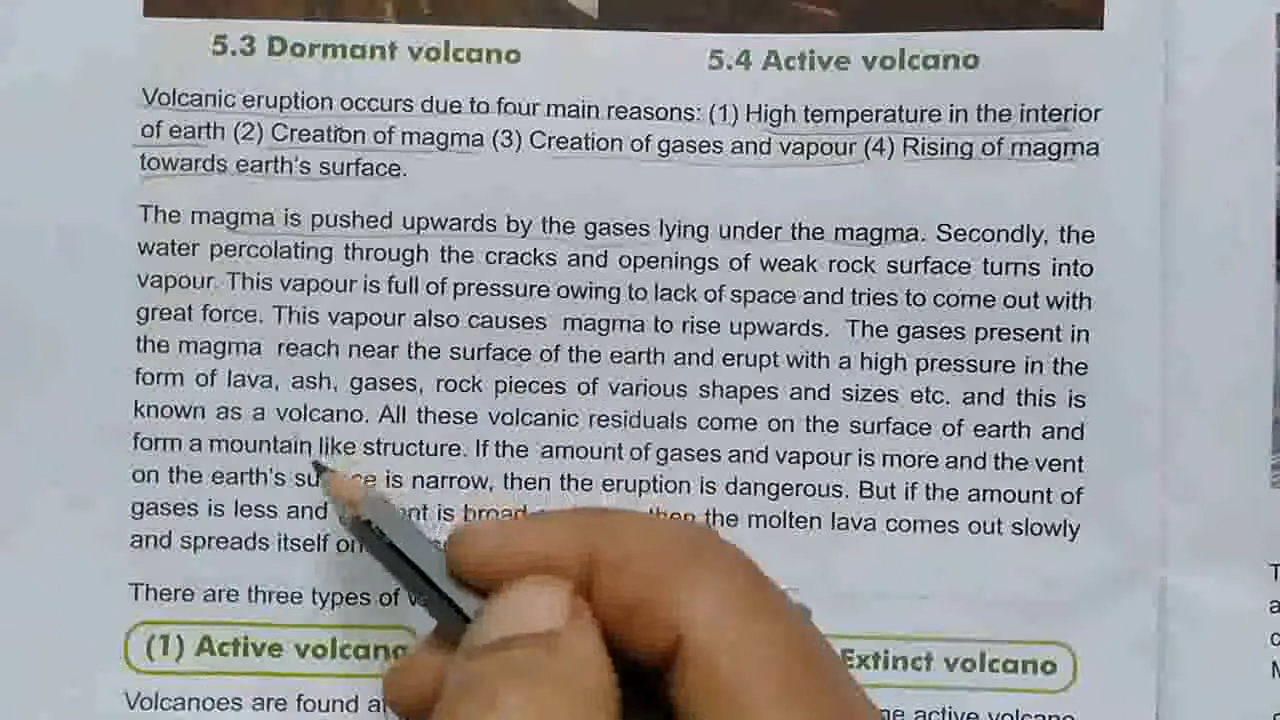 5.3 Dormant volcano
5.4 Active volcano
Volcanic eruption occurs due to four main reasons: (1) High temperature in the interior
of earth (2) Creation of magma (3) Creation of gases and vapour (4) Rising of magma
towards earth's surface.
The magma is pushed upwards by the gases lying under the magma. Secondly, the
water percolating through the cracks and openings of weak rock surface turns into
vapour. This vapour is full of pressure owing to lack of space and tries to come out with
great force. This vapour also causes magma to rise upwards. The gases present in
the magma reach near the surface of the earth and erupt with a high pressure in the
form of lava, ash, gases, rock pieces of various shapes and sizes etc. and this is
known as a volcano. All these volcanic residuals come on the surface of earth and
form a mountain like structure. If the amount of gases and vapour is more and the vent
on the earth's is narrow, then the eruption is dangerous. But if the amount of
gases is less and is broad then the molten lava comes out slowly
and spreads itself on
There are three types of
(1) Active volcano
Extinct volcano
Volcanoes are found
active volcano